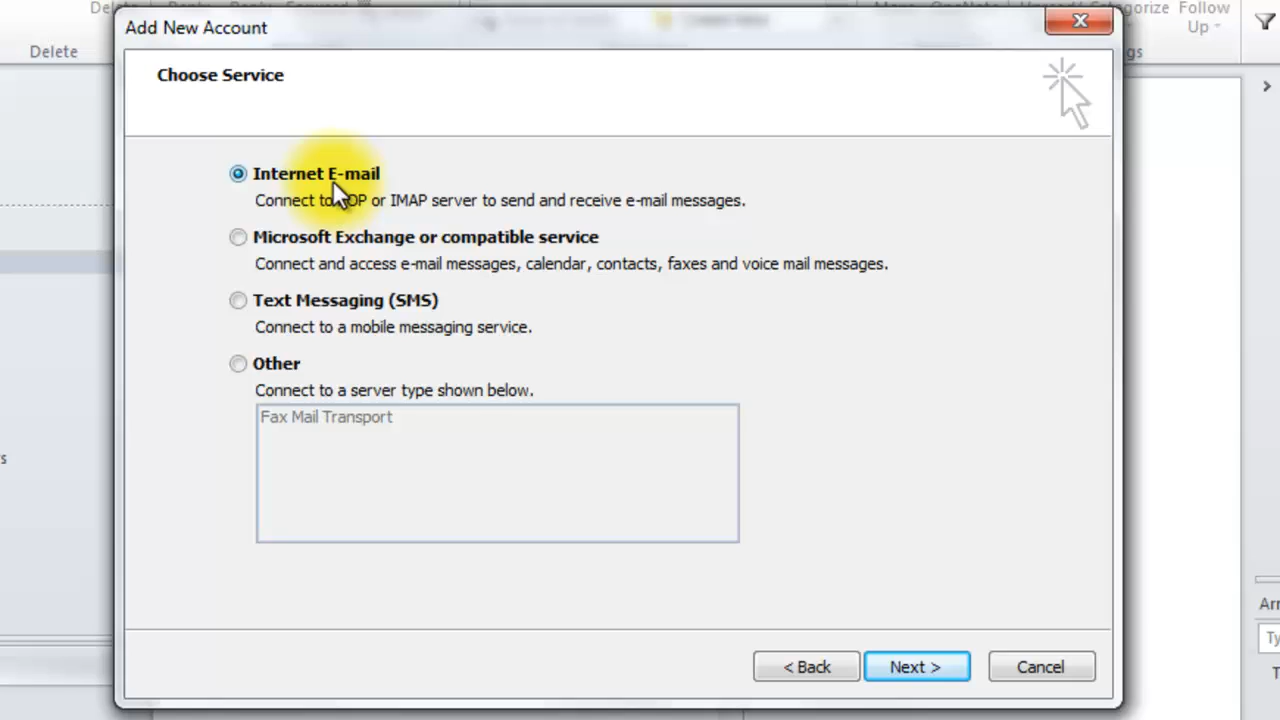 Follow
Up
Delete
Add New Account
Choose Service
Internet E-mail
Connect to POP or IMAP server to send and receive e-mail messages.
Microsoft Exchange or compatible service
Connect and access e-mail messages, calendar, contacts, faxes and voice mail messages.
Text Messaging (SMS)
Connect to a mobile messaging service.
Other
Connect to a server type shown below.
Fax Mail Transport
< Back
Next >
Cancel